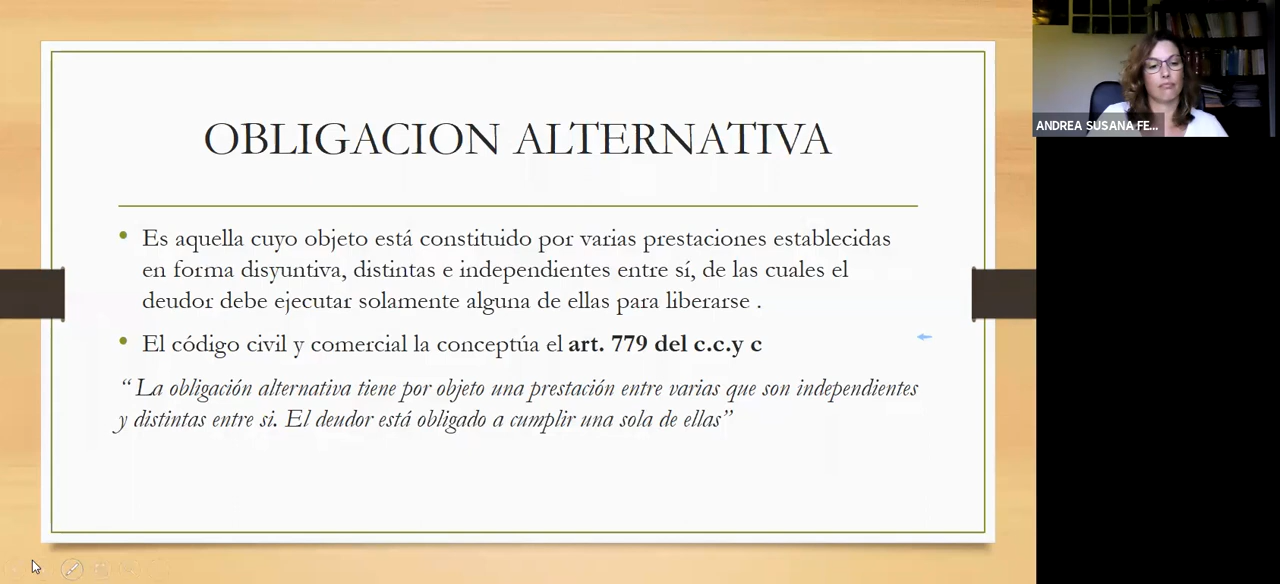 OBLIGACION ALTERNATIVA
• Es aquella cuyo objeto está constituido por varias prestaciones establecidas
en forma disyuntiva, distintas e independientes entre sí, de las cuales el
deudor debe ejecutar solamente alguna de ellas para liberarse .
• El código civil y comercial la conceptúa el art. 779 del c.c.y c
“ La obligación alternativa tiene por objeto una prestación entre varias que son independientes
y distintas entre si. El deudor está obligado a cumplir una sola de ellas”
ANDREA SUSANA FE...